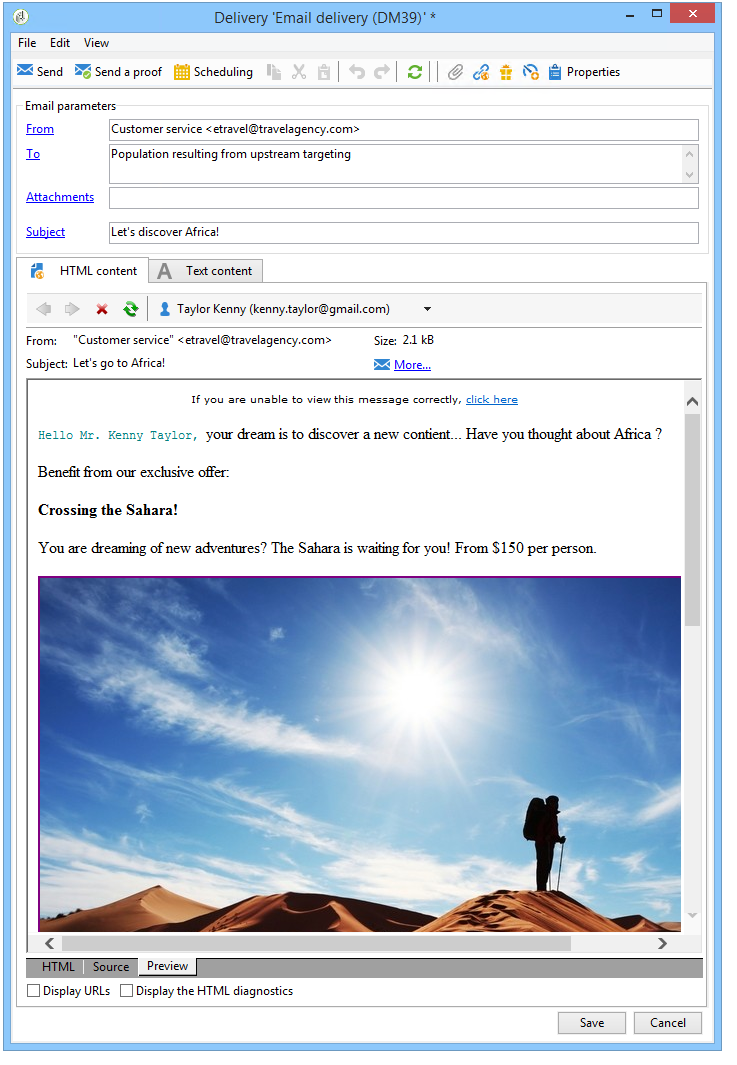 Delivery 'Email delivery (DM39)' *
File Edit View
Send Send a proof Scheduling Properties
Email parameters
From Customer service <etravel@travelagency.com>
To Population resulting from upstream targeting
Attachments
Subject Let's discover Africa!
HTML content Text content
Taylor Kenny (kenny.taylor@gmail.com)
From: "Customer service" <etravel@travelagency.com> Size: 2.1 kB
Subject: Let's go to Africa! More...
If you are unable to view this message correctly, click here
Hello Mr. Kenny Taylor, your dream is to discover a new contient... Have you thought about Africa ?
Benefit from our exclusive offer:
Crossing the Sahara!
You are dreaming of new adventures? The Sahara is waiting for you! From $150 per person.
HTML Source Preview
Display URLs Display the HTML diagnostics
Save Cancel